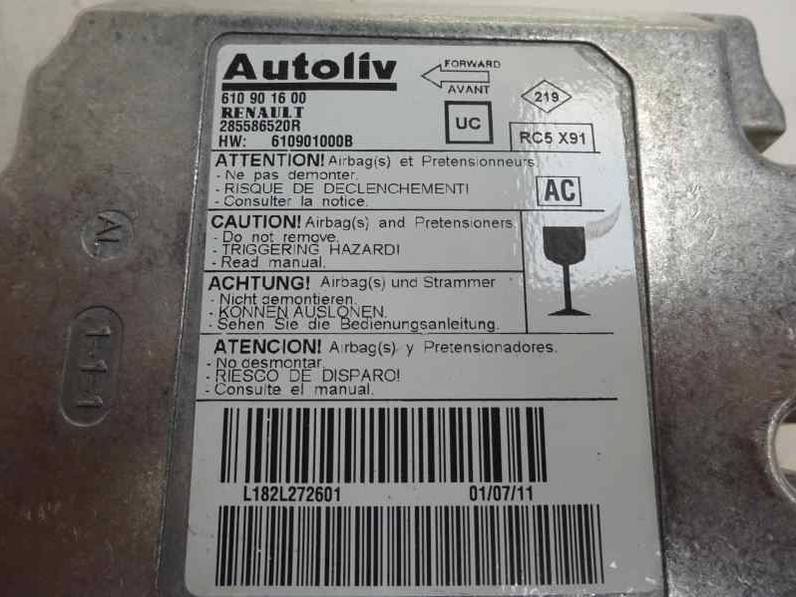 Autoliv
FORWARD
AVANT
219
610 90 16 00
RENAULT
285586520R
HW: 610901000B
UC
RC5 X91
ATTENTION! Airbag(s) et Pretensionneurs
- Ne pas demonter.
- RISQUE DE DECLENCHEMENT!
- Consulter la notice.
AC
CAUTION! Airbag(s) and Pretensioners
- Do not remove.
- TRIGGERING HAZARD!
- Read manual.
ACHTUNG! Airbag(s) und Strammer
- Nicht demontieren.
- KONNEN AUSLONEN.
- Sehen Sie die Bedienungsanleitung.
ATENCION! Airbag(s) y Pretensionadores.
- No desmontar.
- RIESGO DE DISPARO!
- Consulte el manual.
L182L272601 01/07/11
AL
1-1-1